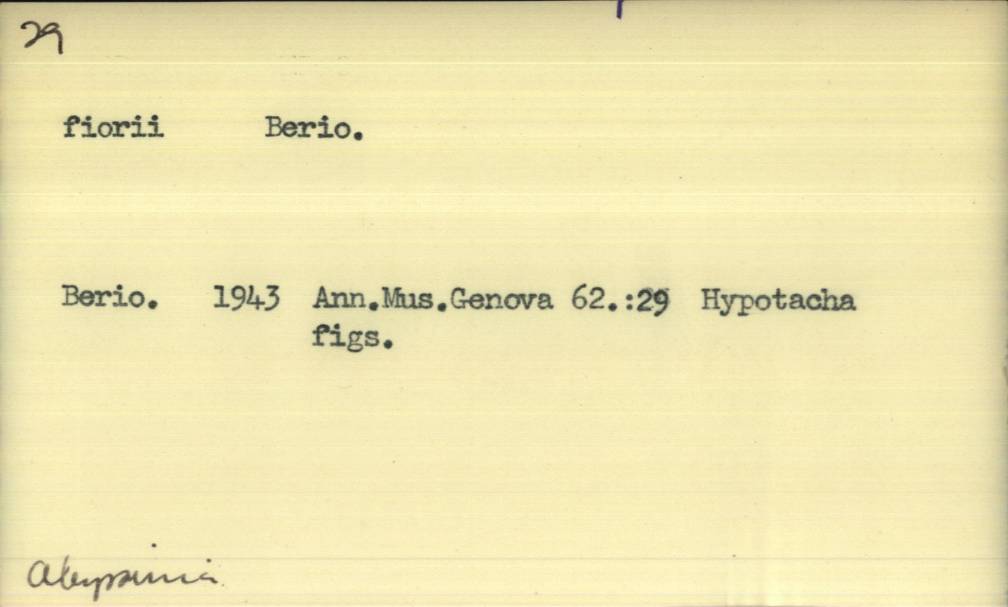 29
fiorii Berio.
Berio. 1943 Ann.Mus.Genova 62.:29 Hypotacha
figs.
Abyssinia